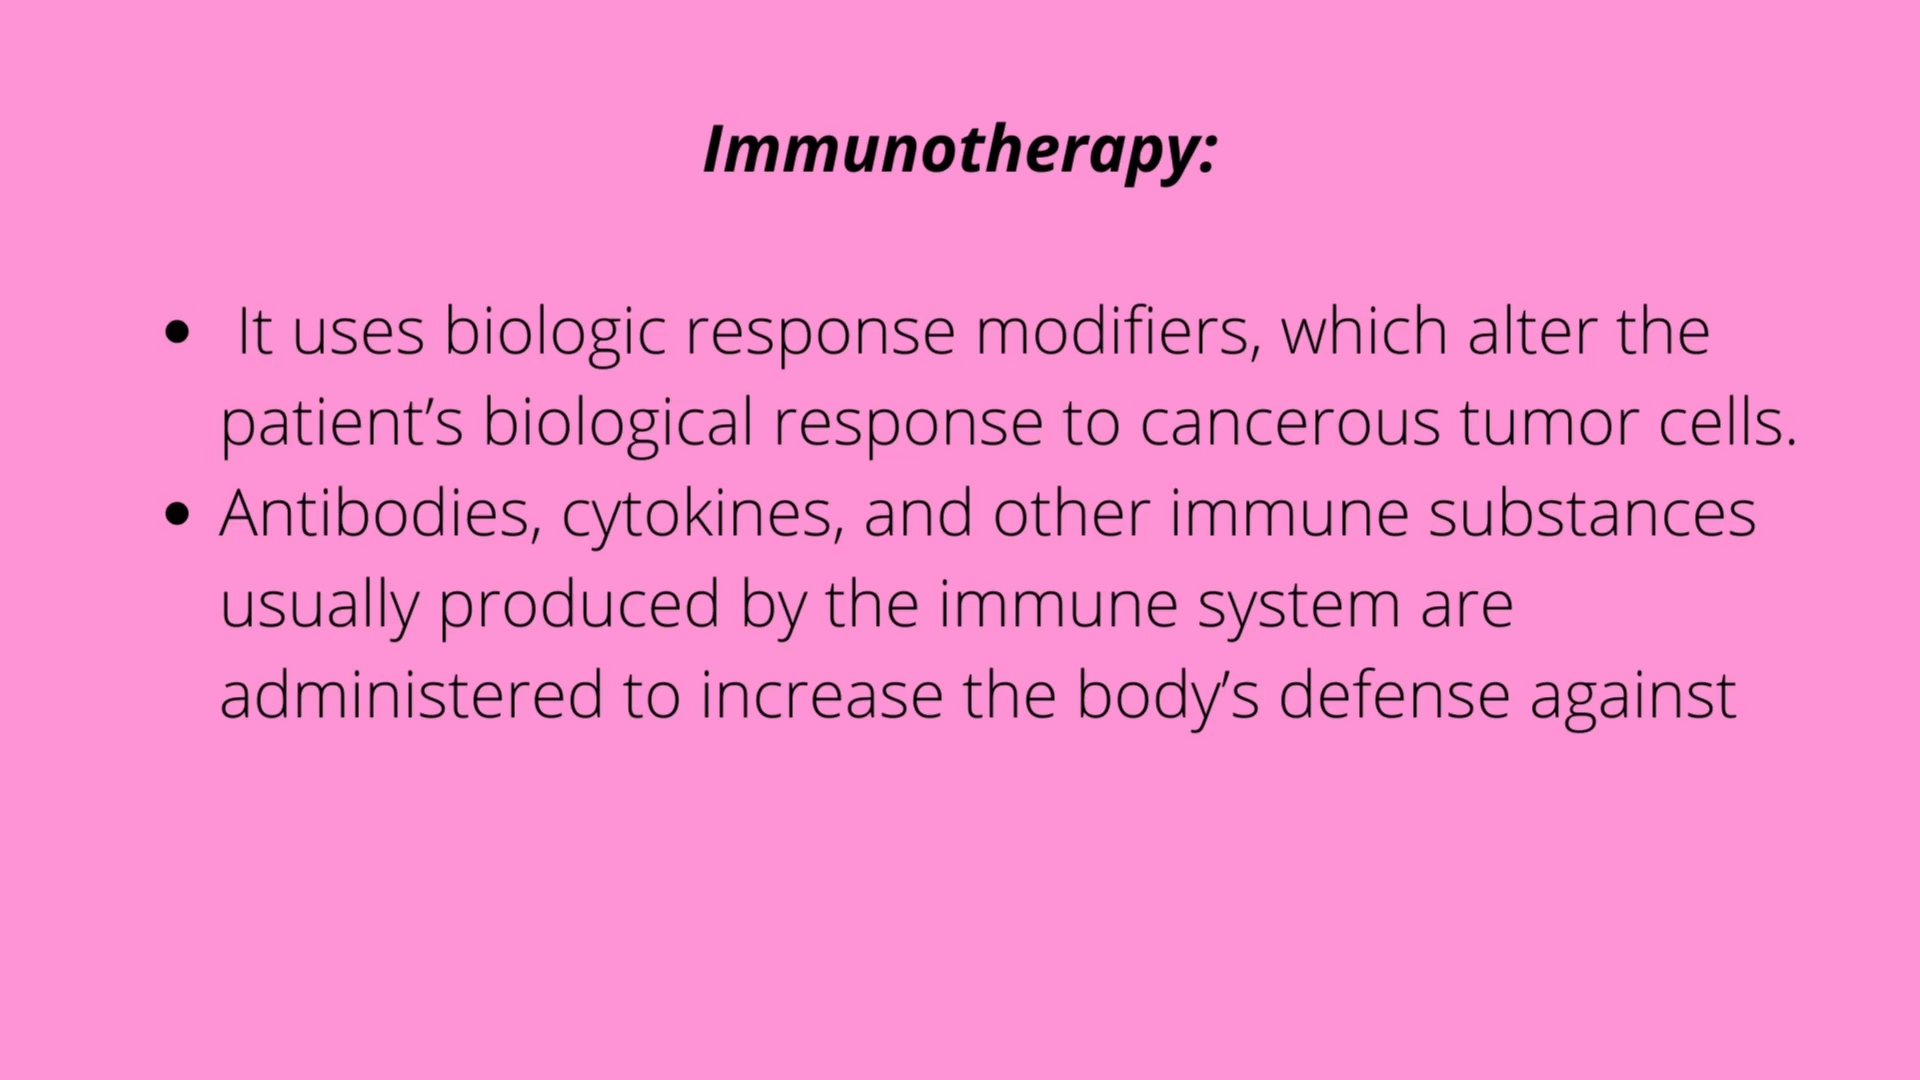 Immunotherapy:
• It uses biologic response modifiers, which alter the
patient’s biological response to cancerous tumor cells.
• Antibodies, cytokines, and other immune substances
usually produced by the immune system are
administered to increase the body’s defense against